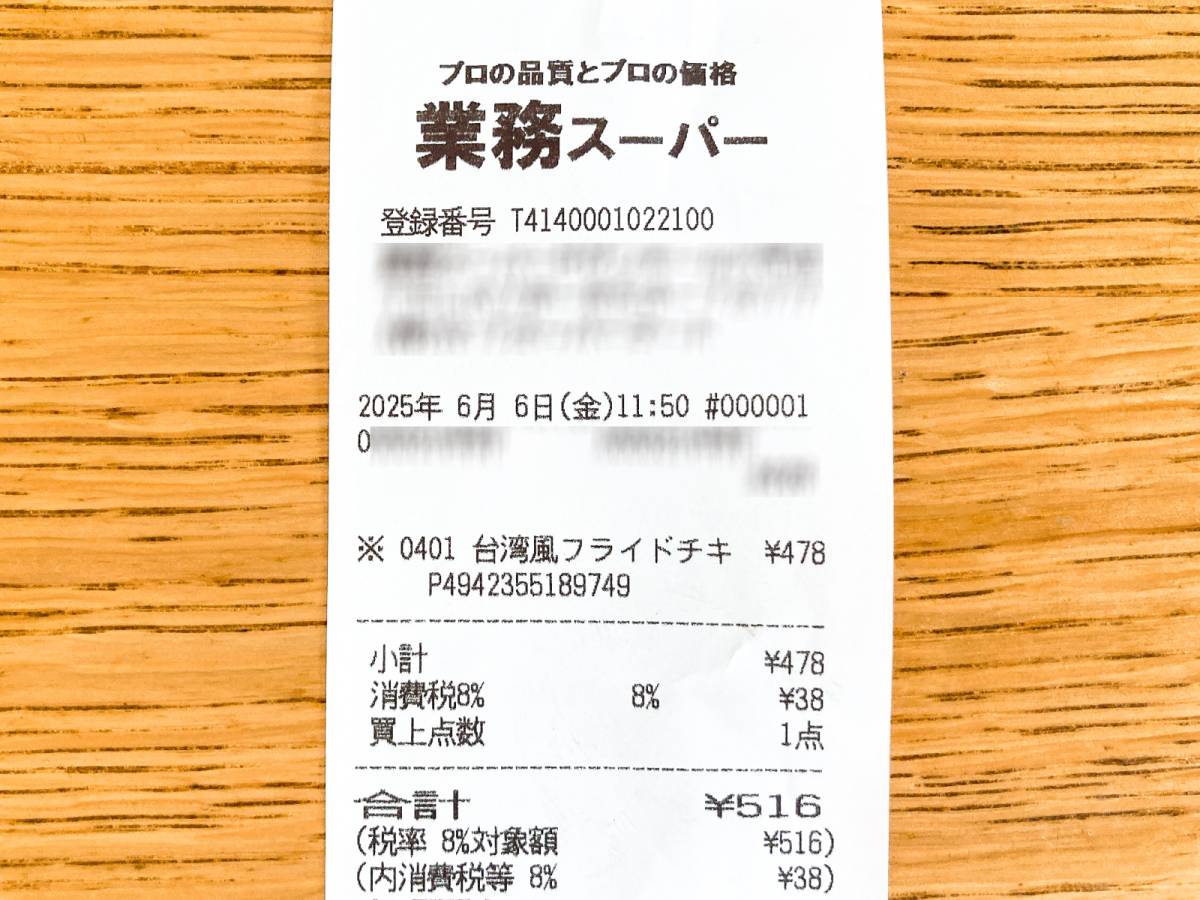 プロの品質とプロの価格
業務スーパー
登録番号 T4140001022100
2025年 6月 6日(金)11:50 #000001
0
※ 0401 台湾風フライドチキ ¥478
P4942355189749
小計 ¥478
消費税8% 8% ¥38
買上点数 1点
合計 ¥516
(税率 8%対象額 ¥516)
(内消費税等 8% ¥38)